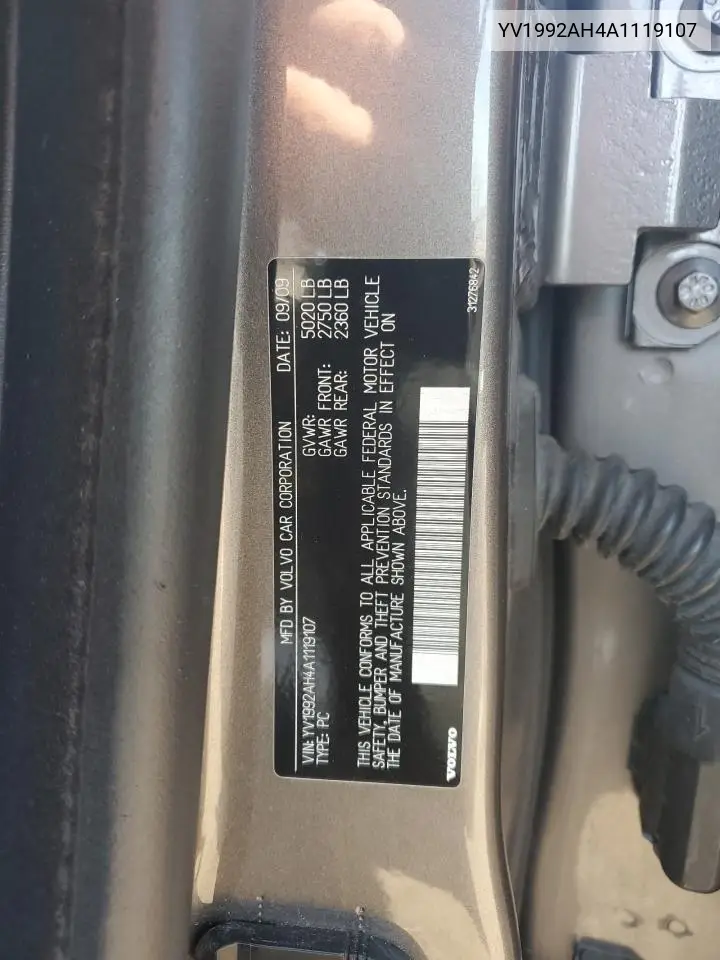 YV1992AH4A1119107
MFD BY VOLVO CAR CORPORATION DATE: 09/09
VIN: YV1992AH4A1119107 GVWR: 5020 LB
TYPE: PC GAWR FRONT: 2750 LB
GAWR REAR: 2360 LB
THIS VEHICLE CONFORMS TO ALL APPLICABLE FEDERAL MOTOR VEHICLE
SAFETY, BUMPER AND THEFT PREVENTION STANDARDS IN EFFECT ON
THE DATE OF MANUFACTURE SHOWN ABOVE.
VOLVO
31276842